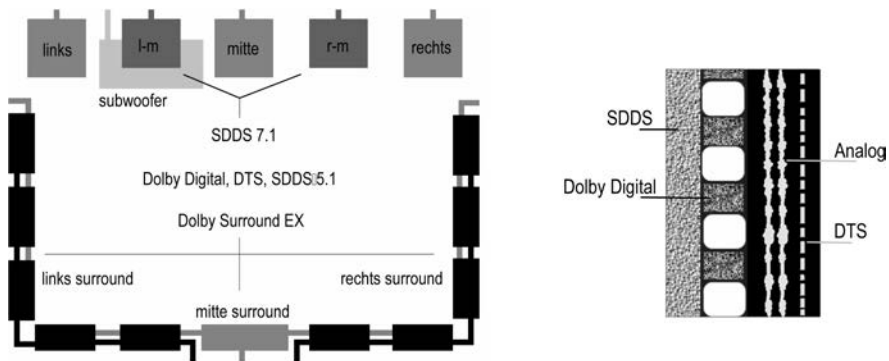 links
l-m
mitte
r-m
rechts
subwoofer
SDDS 7.1
Dolby Digital, DTS, SDDS 5.1
Dolby Surround EX
links surround
rechts surround
mitte surround
SDDS
Analog
Dolby Digital
DTS